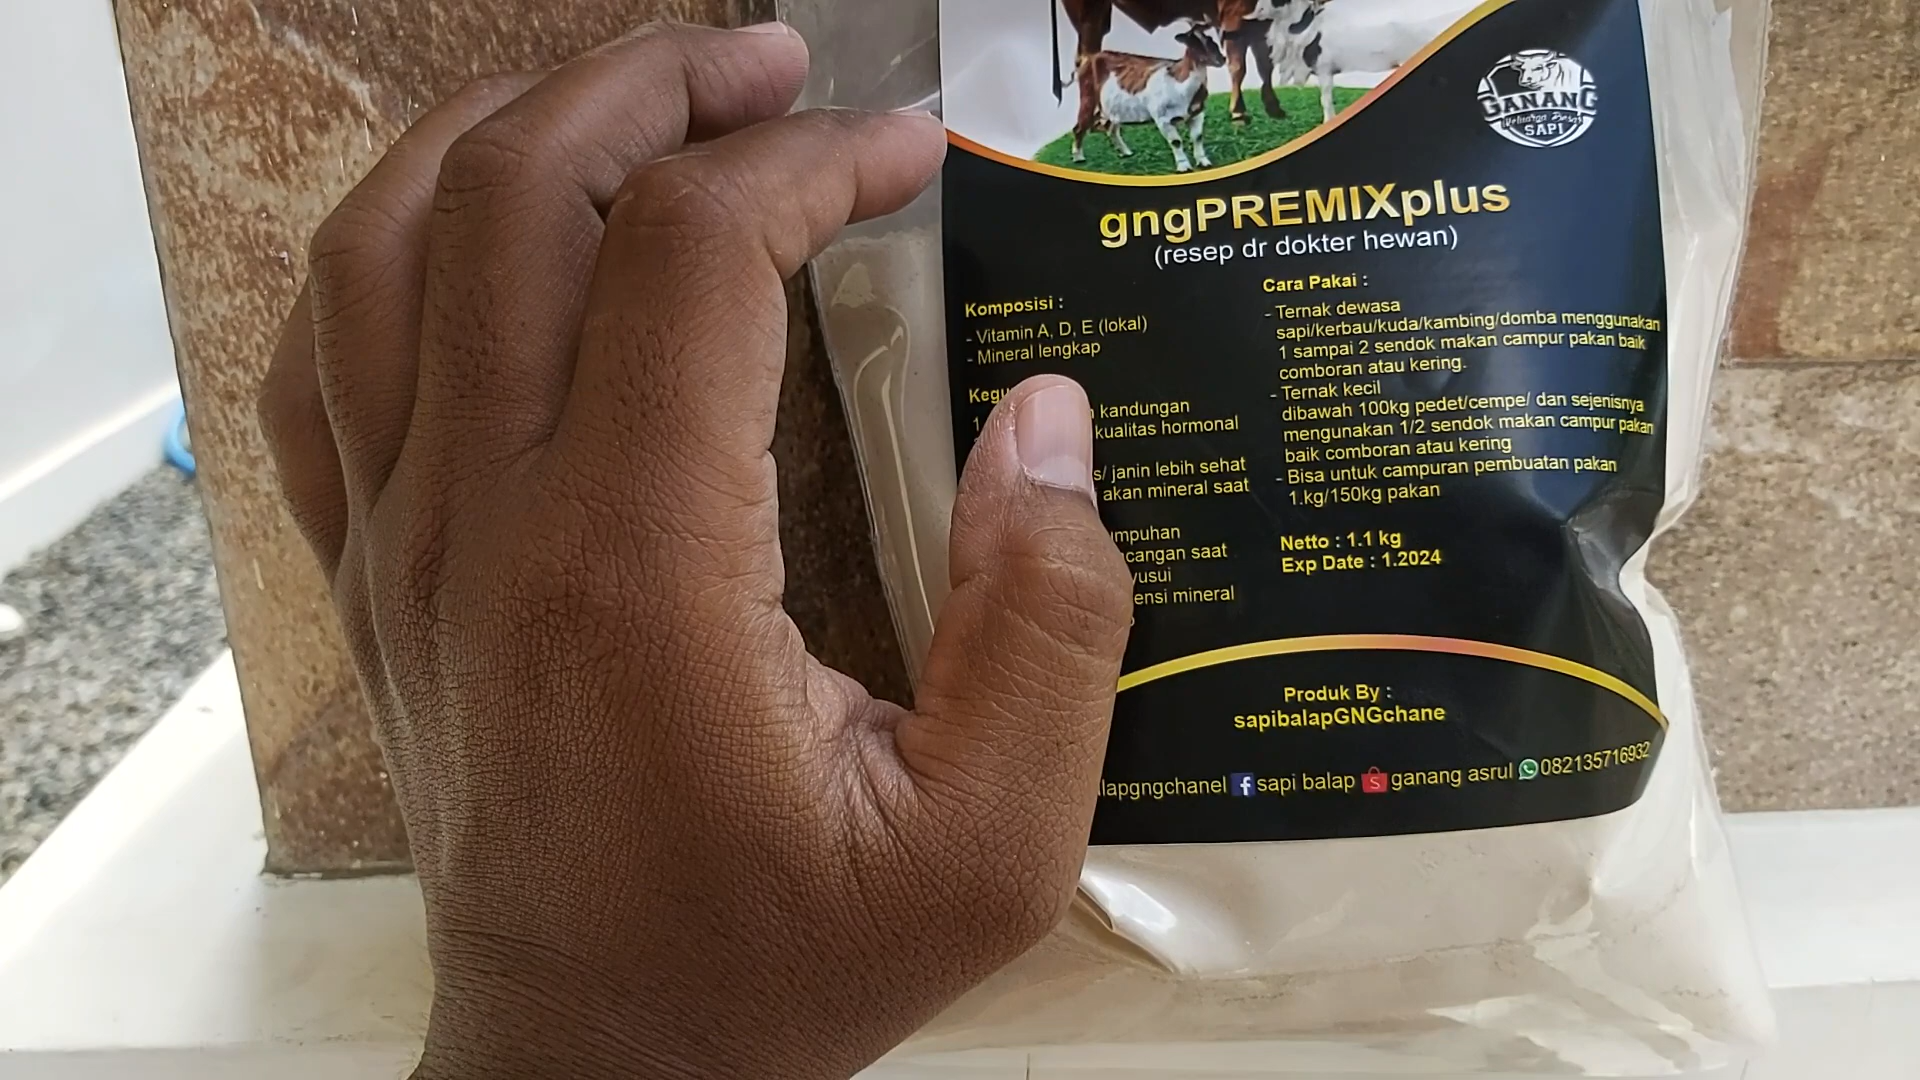 GANANG
SAPI
gngPREMIXplus
(resep dr dokter hewan)
Komposisi :
- Vitamin A, D, E (lokal)
- Mineral lengkap
kandungan
kualitas hormonal
janin lebih sehat
akan mineral saat
mineral
Cara Pakai :
- Ternak dewasa
sapi/kerbau/kuda/kambing/domba menggunakan
1 sampai 2 sendok makan campur pakan baik
comboran atau kering.
- Ternak kecil
dibawah 100kg pedet/cempe/ dan sejenisnya
mengunakan 1/2 sendok makan campur pakan
baik comboran atau kering
- Bisa untuk campuran pembuatan pakan
1.kg/150kg pakan
Netto : 1.1 kg
Exp Date : 1.2024
saat
Produk By :
sapibalapGNGchane
lapgngchanel sapi balap ganang asrul 082135716932